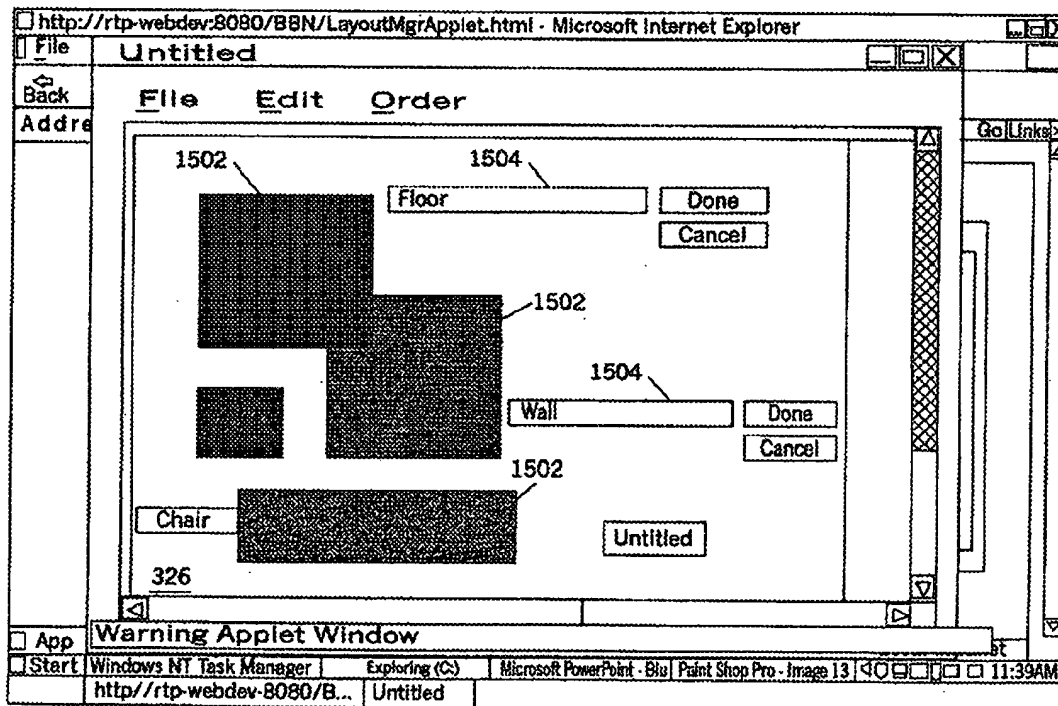 http://rtp-webdev:8080/BBN/LayoutMgrApplet.html - Microsoft Internet Explorer
File
Untitled
Back
File Edit Order
Addre
Go Links
1502
1504
Floor
Done
Cancel
1502
1504
Wall
Done
Cancel
1502
Chair
Untitled
326
App
Warning Applet Window
Start Windows NT Task Manager Exploring (C:) Microsoft PowerPoint - Blu Paint Shop Pro - Image 13 11:39AM
http//rtp-webdev-8080/B... Untitled